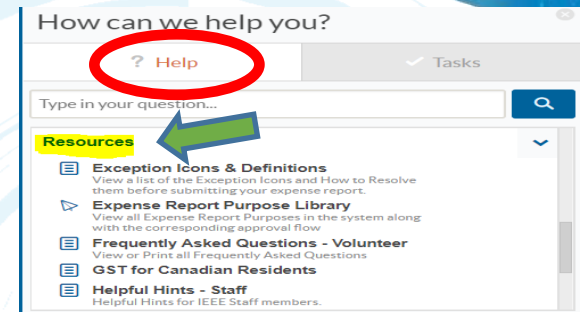 How can we help you?
? Help
Tasks
Type in your question...
Resources
Exception Icons & Definitions
View a list of the Exception Icons and How to Resolve
them before submitting your expense report.
Expense Report Purpose Library
View all Expense Report Purposes in the system along
with the corresponding approval flow
Frequently Asked Questions - Volunteer
View or Print all Frequently Asked Questions
GST for Canadian Residents
Helpful Hints - Staff
Helpful Hints for IEEE Staff members.